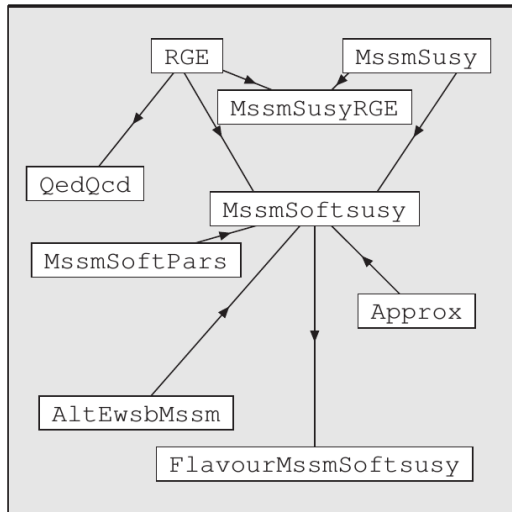 RGE
MssmSusy
MssmSusyRGE
QedQcd
MssmSoftsusy
MssmSoftPars
Approx
AltEwsbMssm
FlavourMssmSoftsusy